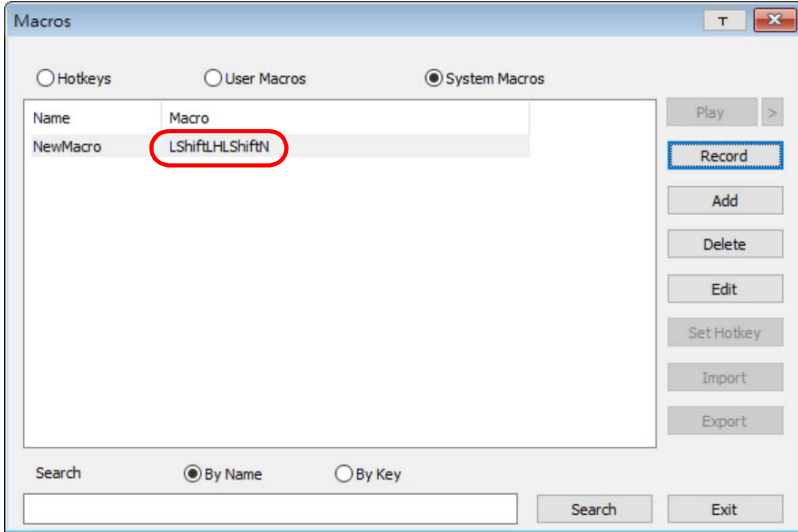 Macros T
Hotkeys User Macros System Macros
Name Macro Play >
NewMacro LShiftLHLShiftN Record
Add
Delete
Edit
Set Hotkey
Import
Export
Search By Name By Key
Search Exit